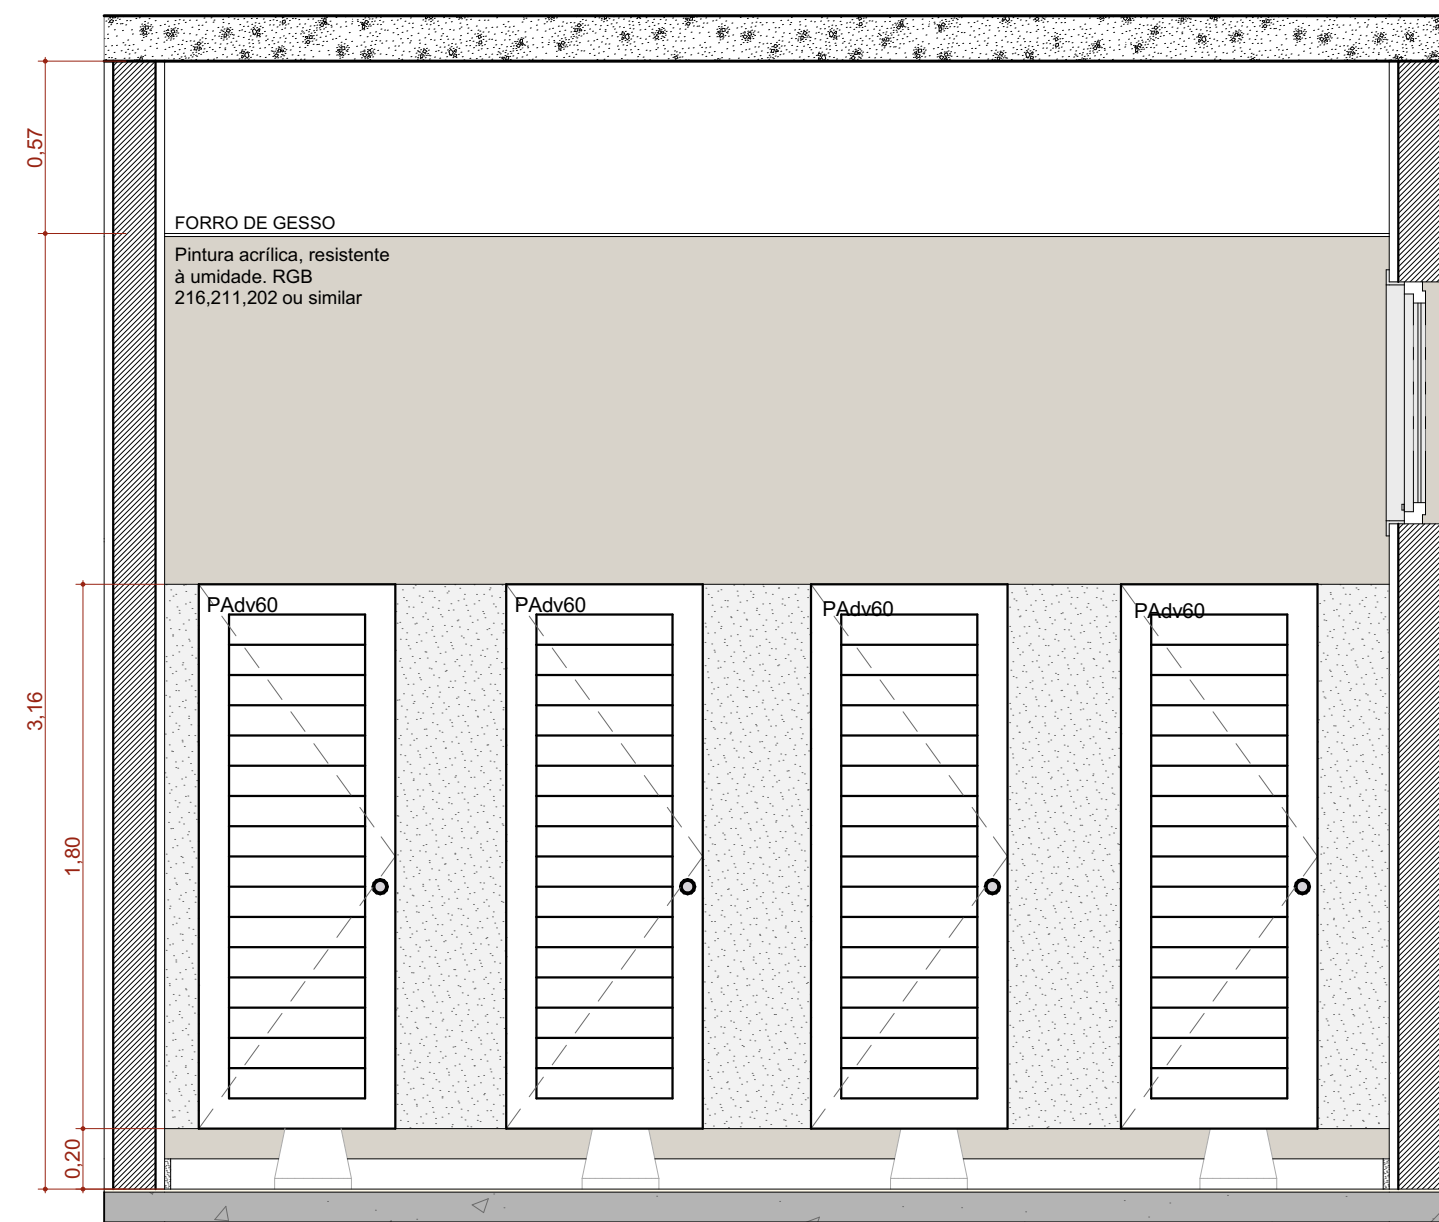 0,57
FORRO DE GESSO
Pintura acrílica, resistente
à umidade. RGB
216,211,202 ou similar
3,16
PAdv60
PAdv60
PAdv60
PAdv60
1,80
0,20